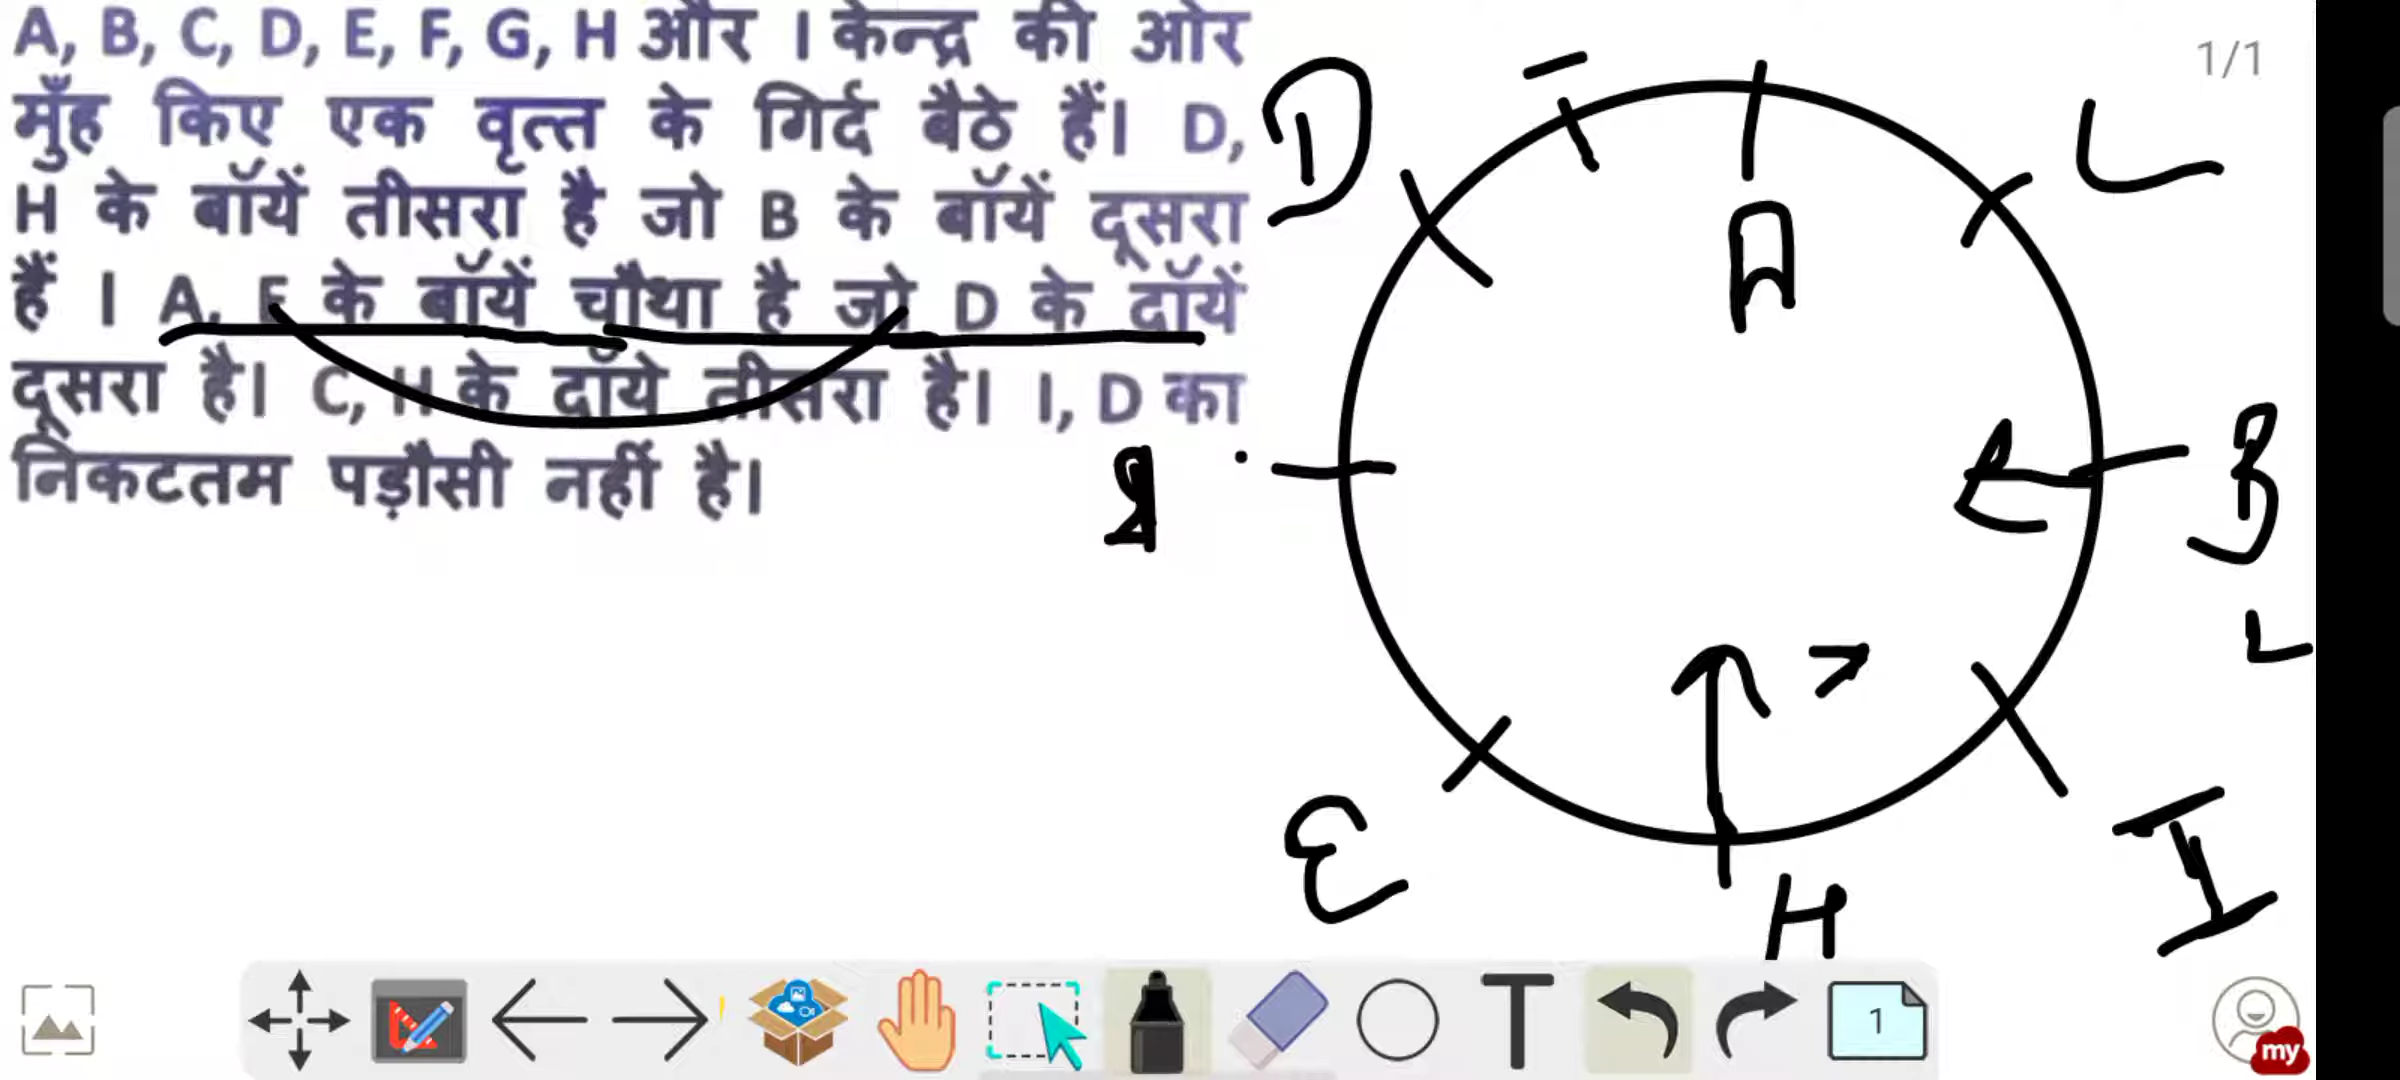 A, B, C, D, E, F, G, H और I केन्द्र की ओर
मुँह किए एक वृत्त के गिर्द बैठे हैं। D,
H के बॉयें तीसरा है जो B के बॉयें दूसरा
हैं । A, E के बॉयें चौथा है जो D के दॉयें
दूसरा है। C, H के दॉये तीसरा है। I, D का
निकटतम पड़ौसी नहीं है।
1/1
D
C
A
B
L
E
H
I
T
1
my